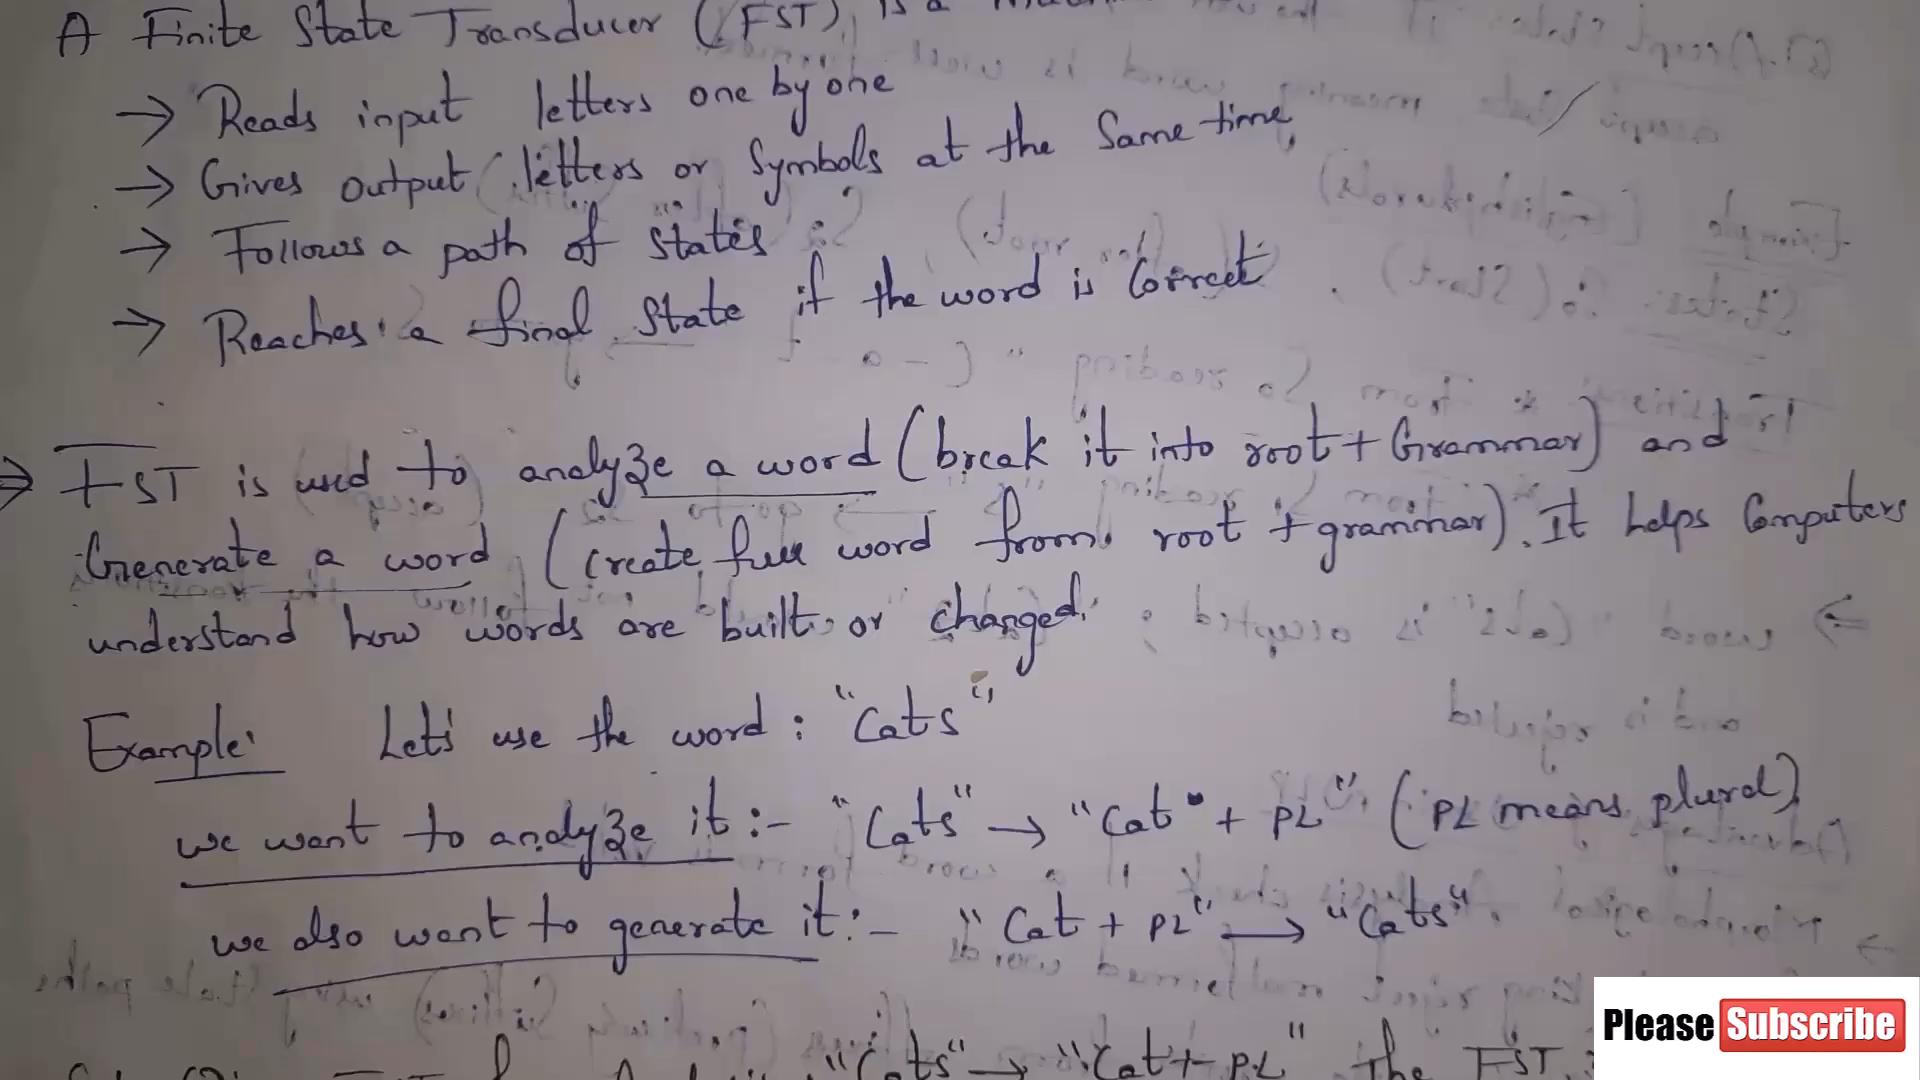 A Finite State Transducer (FST), is a
→ Reads input letters one by one
→ Gives output letters or symbols at the same time
→ Follows a path of states
→ Reaches a final state if the word is correct
⇒ FST is used to analyze a word (break it into root + Grammar) and
Generate a word (create full word from root + grammar). It helps Computers
understand how words are built or changed.
Example: Let's use the word: "Cats"
we want to analyze it:- "Cats" → "Cat" + PL" (PL means plural)
we also want to generate it:- "Cat + PL" → "Cats"
"Cats" → "Cat + PL" The FST
Please Subscribe